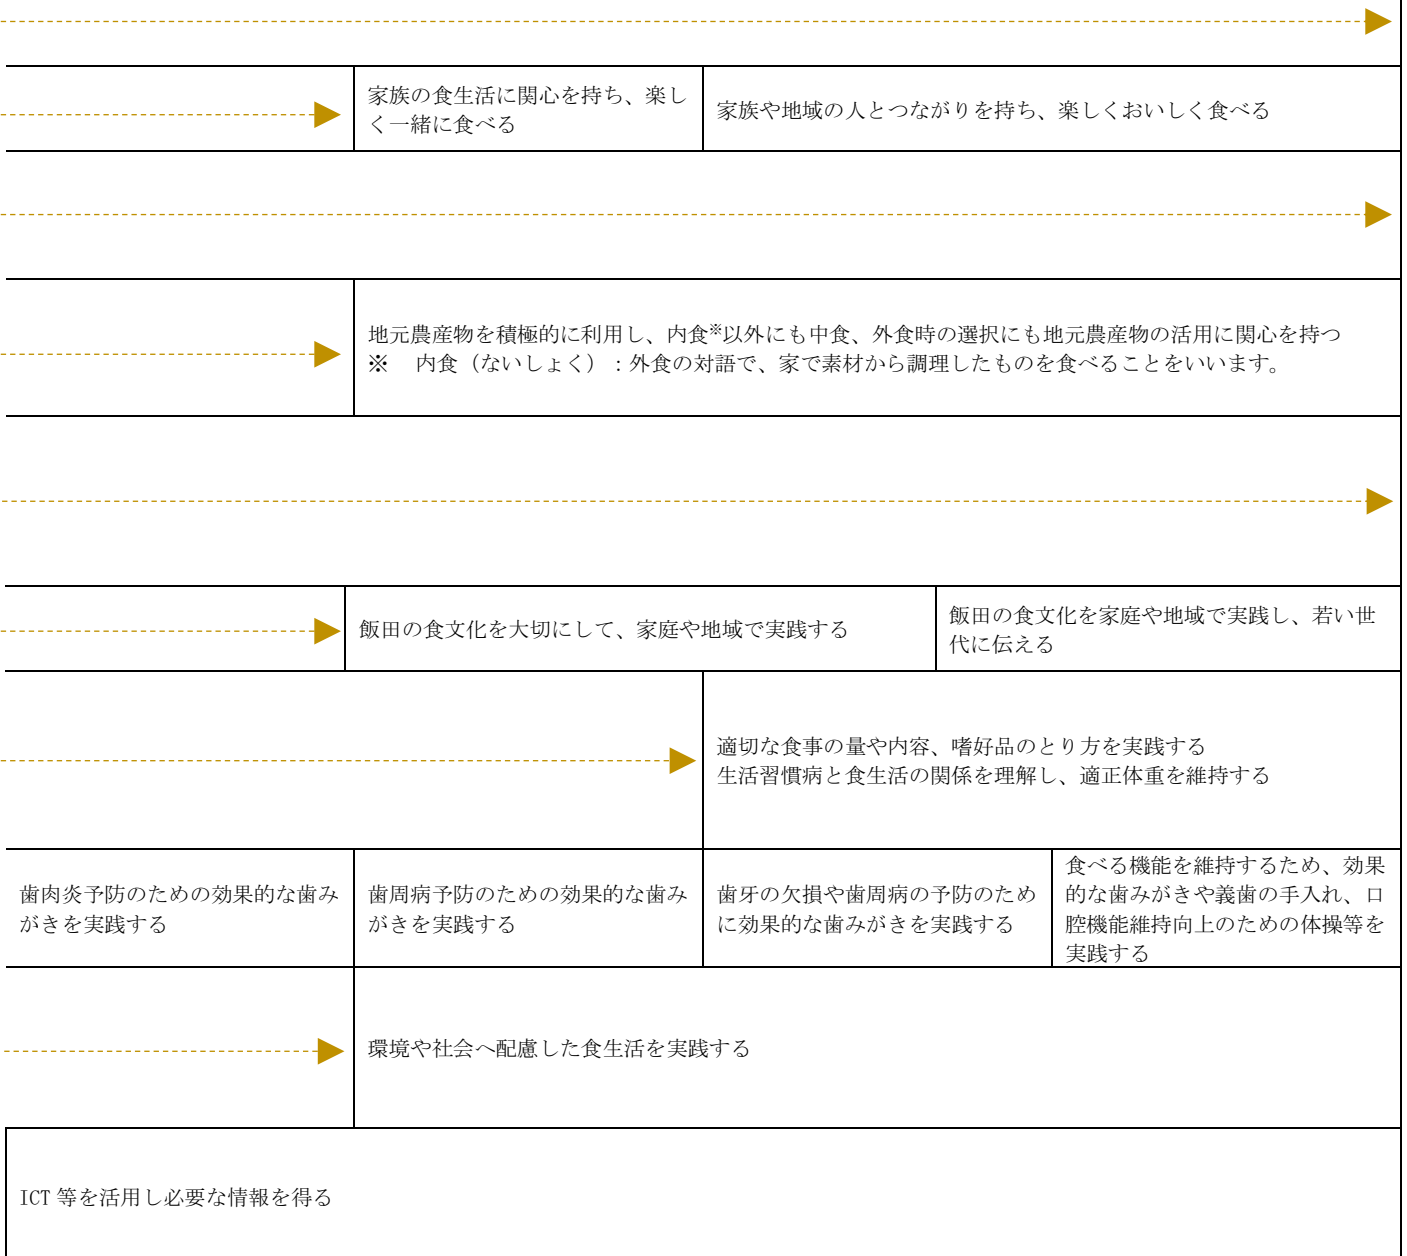 家族の食生活に関心を持ち、楽し
く一緒に食べる
家族や地域の人とつながりを持ち、楽しくおいしく食べる
地元農産物を積極的に利用し、内食※以外にも中食、外食時の選択にも地元農産物の活用に関心を持つ
※　内食（ないしょく）：外食の対語で、家で素材から調理したものを食べることをいいます。
飯田の食文化を大切にして、家庭や地域で実践する
飯田の食文化を家庭や地域で実践し、若い世
代に伝える
適切な食事の量や内容、嗜好品のとり方を実践する
生活習慣病と食生活の関係を理解し、適正体重を維持する
歯肉炎予防のための効果的な歯み
がきを実践する
歯周病予防のための効果的な歯み
がきを実践する
歯牙の欠損や歯周病の予防のため
に効果的な歯みがきを実践する
食べる機能を維持するため、効果
的な歯みがきや義歯の手入れ、口
腔機能維持向上のための体操等を
実践する
環境や社会へ配慮した食生活を実践する
ICT 等を活用し必要な情報を得る